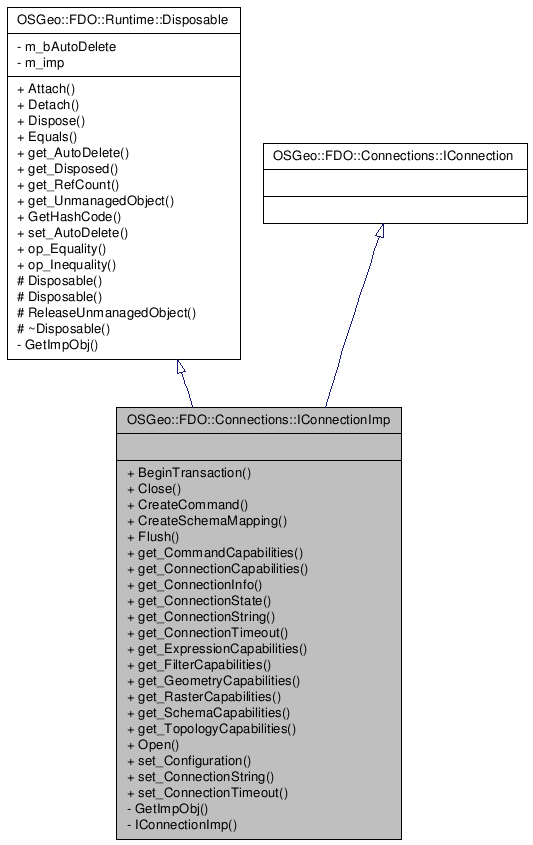 OSGeo::FDO::Runtime::Disposable
- m_bAutoDelete
- m_imp
+ Attach()
+ Detach()
+ Dispose()
+ Equals()
+ get_AutoDelete()
+ get_Disposed()
+ get_RefCount()
+ get_UnmanagedObject()
+ GetHashCode()
+ set_AutoDelete()
+ op_Equality()
+ op_Inequality()
# Disposable()
# Disposable()
# ReleaseUnmanagedObject()
# ~Disposable()
- GetImpObj()
OSGeo::FDO::Connections::IConnection
OSGeo::FDO::Connections::IConnectionImp
+ BeginTransaction()
+ Close()
+ CreateCommand()
+ CreateSchemaMapping()
+ Flush()
+ get_CommandCapabilities()
+ get_ConnectionCapabilities()
+ get_ConnectionInfo()
+ get_ConnectionState()
+ get_ConnectionString()
+ get_ConnectionTimeout()
+ get_ExpressionCapabilities()
+ get_FilterCapabilities()
+ get_GeometryCapabilities()
+ get_RasterCapabilities()
+ get_SchemaCapabilities()
+ get_TopologyCapabilities()
+ Open()
+ set_Configuration()
+ set_ConnectionString()
+ set_ConnectionTimeout()
- GetImpObj()
- IConnectionImp()